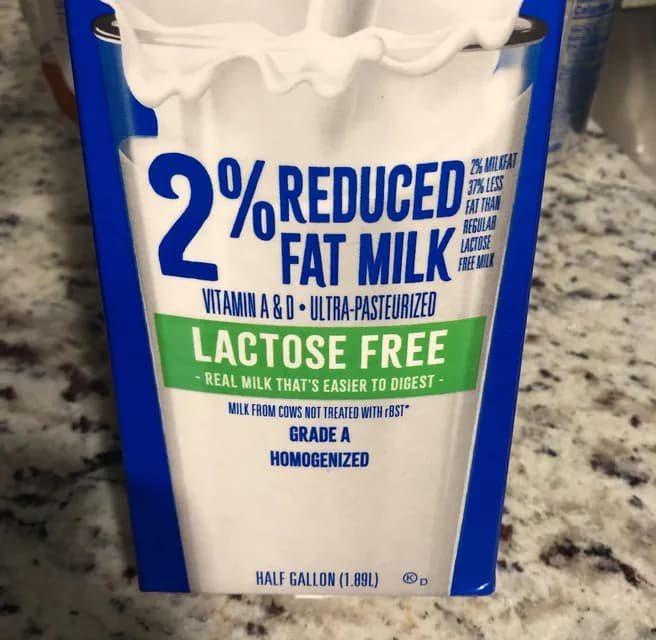 2% REDUCED
FAT MILK
2% MILKFAT
37% LESS
FAT THAN
REGULAR
LACTOSE
FREE MILK
VITAMIN A & D • ULTRA-PASTEURIZED
LACTOSE FREE
- REAL MILK THAT'S EASIER TO DIGEST -
MILK FROM COWS NOT TREATED WITH rBST*
GRADE A
HOMOGENIZED
HALF GALLON (1.89L) K D